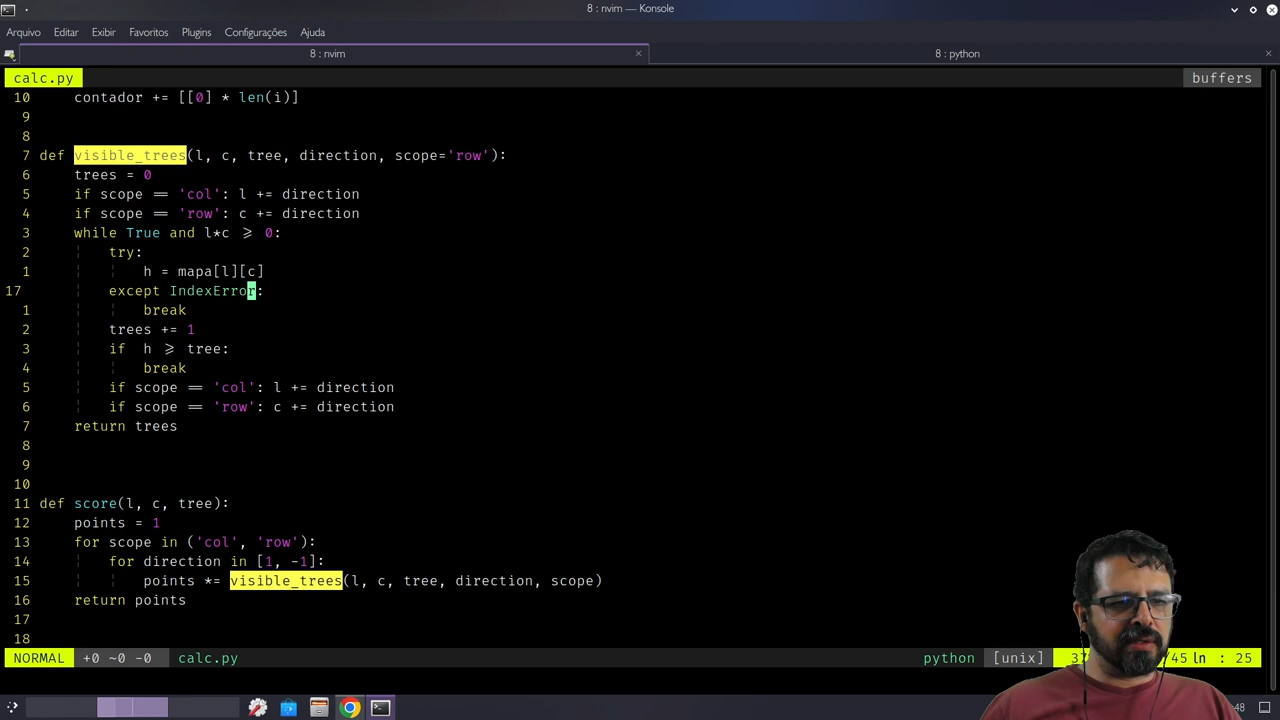 8 : nvim — Konsole
Arquivo Editar Exibir Favoritos Plugins Configurações Ajuda
8 : nvim
8 : python
calc.py buffers
10 contador += [[0] * len(i)]
9
8
7 def visible_trees(l, c, tree, direction, scope='row'):
6 trees = 0
5 if scope == 'col': l += direction
4 if scope == 'row': c += direction
3 while True and l*c >= 0:
2 try:
1 h = mapa[l][c]
17 except IndexError:
1 break
2 trees += 1
3 if h >= tree:
4 break
5 if scope == 'col': l += direction
6 if scope == 'row': c += direction
7 return trees
8
9
10
11 def score(l, c, tree):
12 points = 1
13 for scope in ('col', 'row'):
14 for direction in [1, -1]:
15 points *= visible_trees(l, c, tree, direction, scope)
16 return points
17
18
NORMAL +0 ~0 -0 calc.py python [unix] 37 /45 ln : 25
48